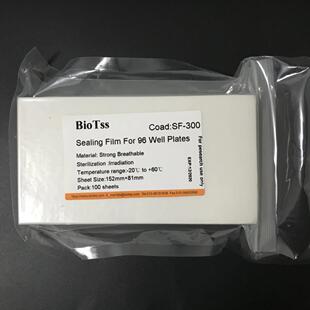 BioTss
Coad:SF-300
Sealing Film For 96 Well Plates
Material: Strong Breathable
Sterilization :Irradiation
Temperature range:-20℃ to +60℃
Sheet Size:152mm×81mm
Pack:100 sheets
For research use only